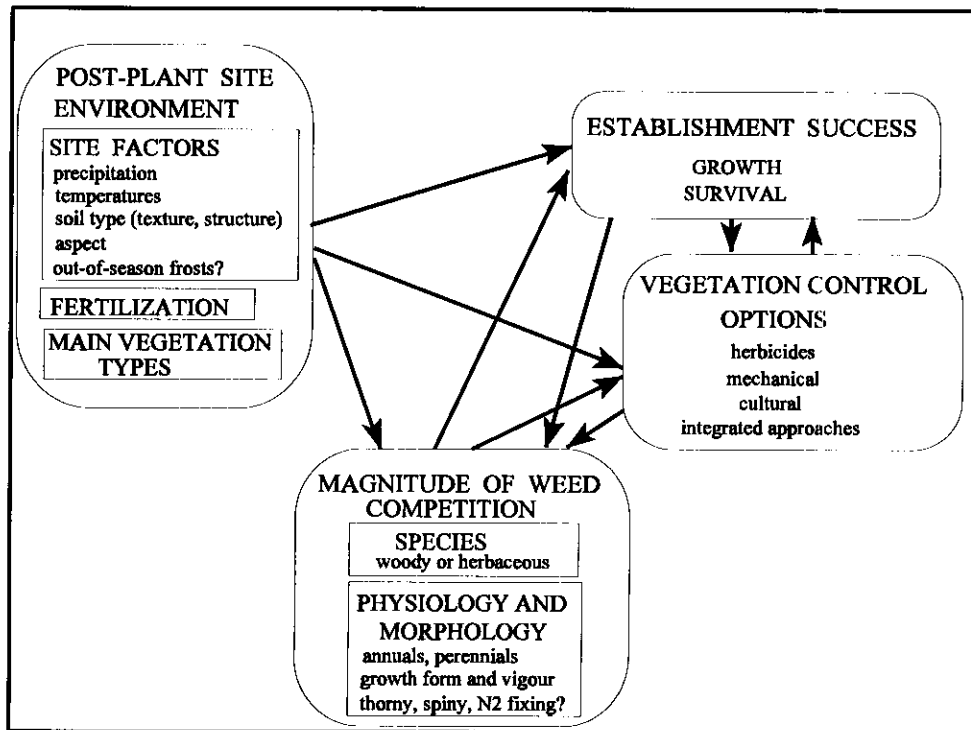 POST-PLANT SITE
ENVIRONMENT
SITE FACTORS
precipitation
temperatures
soil type (texture, structure)
aspect
out-of-season frosts?
FERTILIZATION
MAIN VEGETATION
TYPES
ESTABLISHMENT SUCCESS
GROWTH
SURVIVAL
VEGETATION CONTROL
OPTIONS
herbicides
mechanical
cultural
integrated approaches
MAGNITUDE OF WEED
COMPETITION
SPECIES
woody or herbaceous
PHYSIOLOGY AND
MORPHOLOGY
annuals, perennials
growth form and vigour
thorny, spiny, N2 fixing?